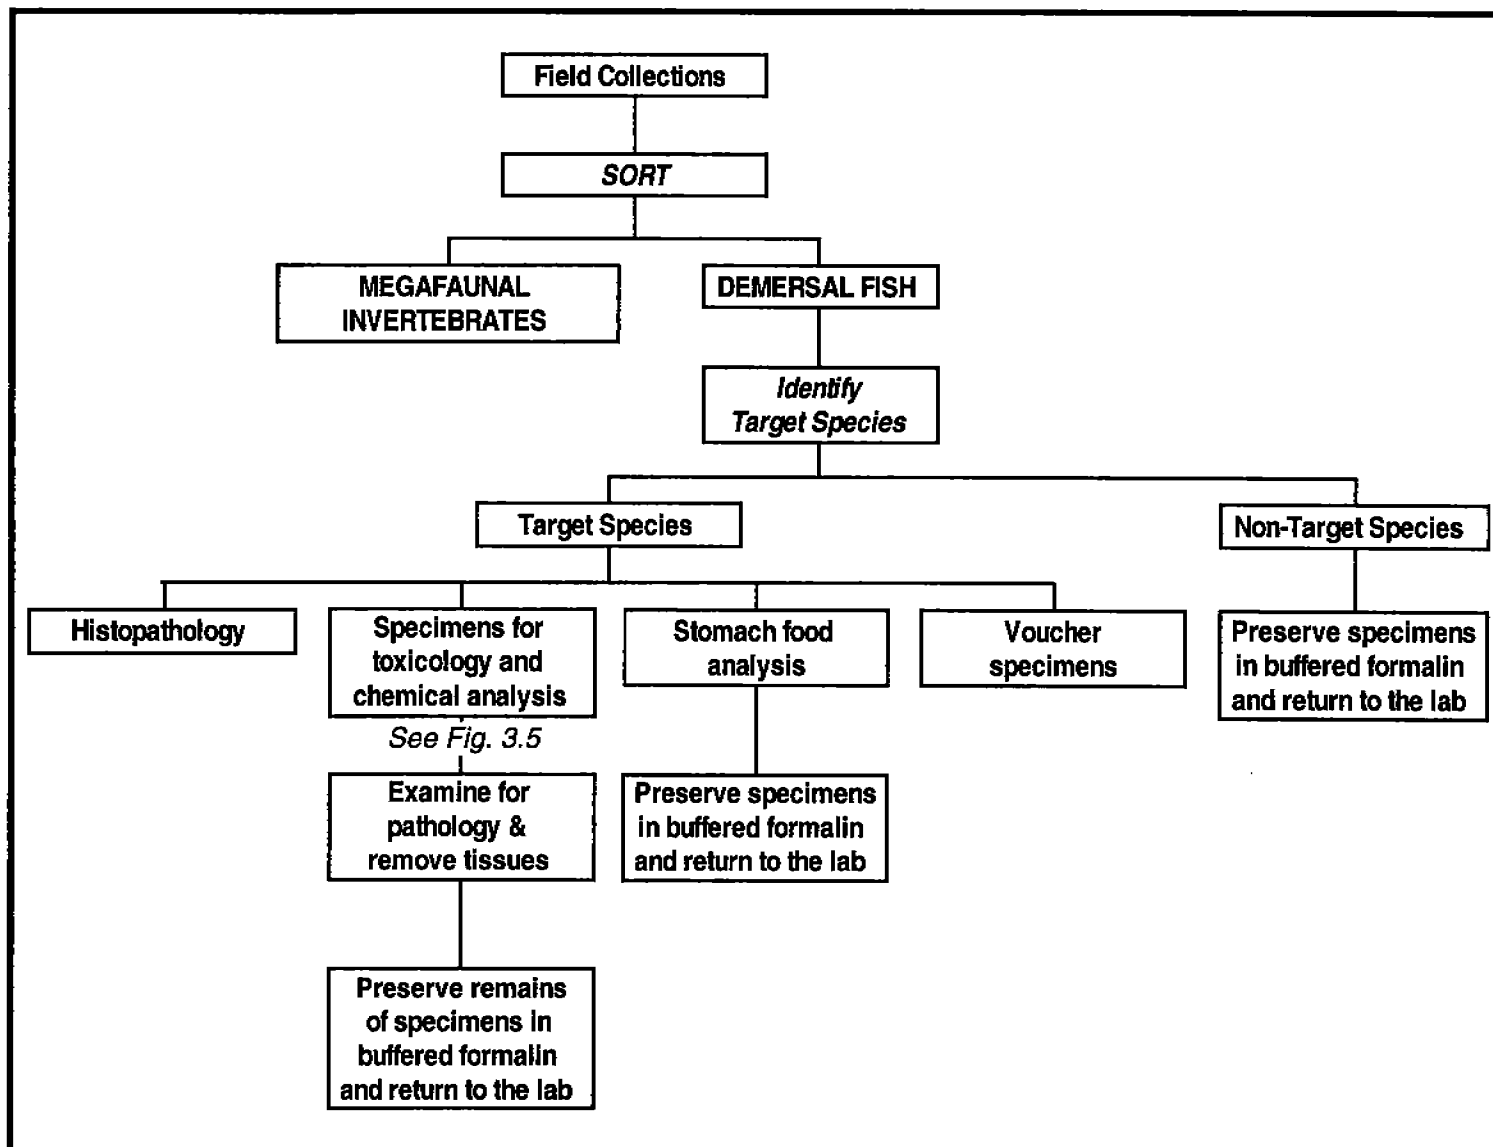 Field Collections
SORT
MEGAFAUNAL
INVERTEBRATES
DEMERSAL FISH
Identify
Target Species
Target Species
Non-Target Species
Histopathology
Specimens for
toxicology and
chemical analysis
See Fig. 3.5
Examine for
pathology &
remove tissues
Preserve remains
of specimens in
buffered formalin
and return to the lab
Stomach food
analysis
Preserve specimens
in buffered formalin
and return to the lab
Voucher
specimens
Preserve specimens
in buffered formalin
and return to the lab